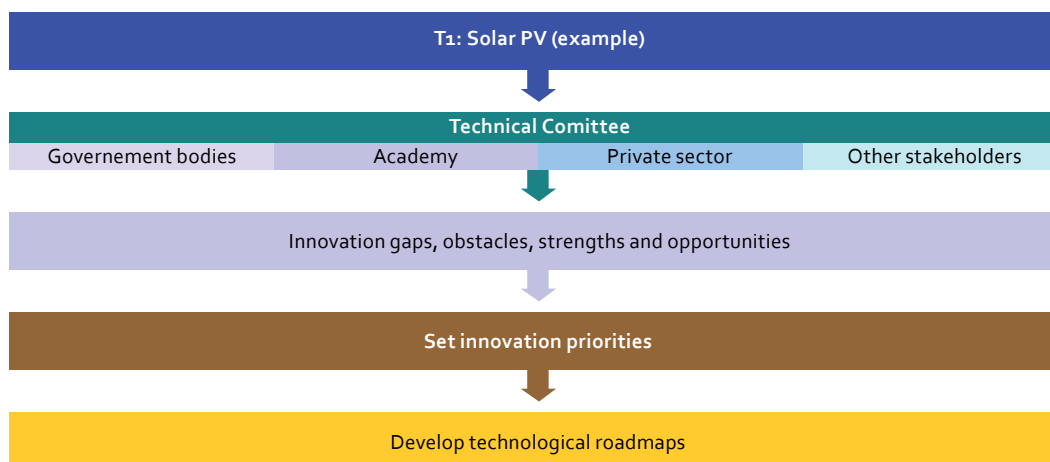 T1: Solar PV (example)
Technical Comittee
Governement bodies
Academy
Private sector
Other stakeholders
Innovation gaps, obstacles, strengths and opportunities
Set innovation priorities
Develop technological roadmaps